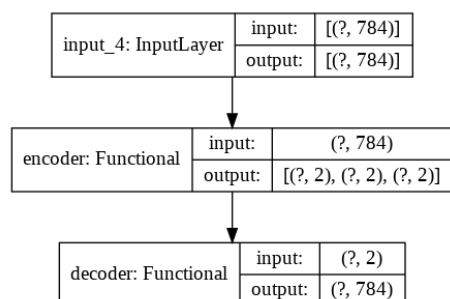 input_4: InputLayer input: [(?, 784)]
output: [(?, 784)]
encoder: Functional input: (?, 784)
output: [(?, 2), (?, 2), (?, 2)]
decoder: Functional input: (?, 2)
output: (?, 784)